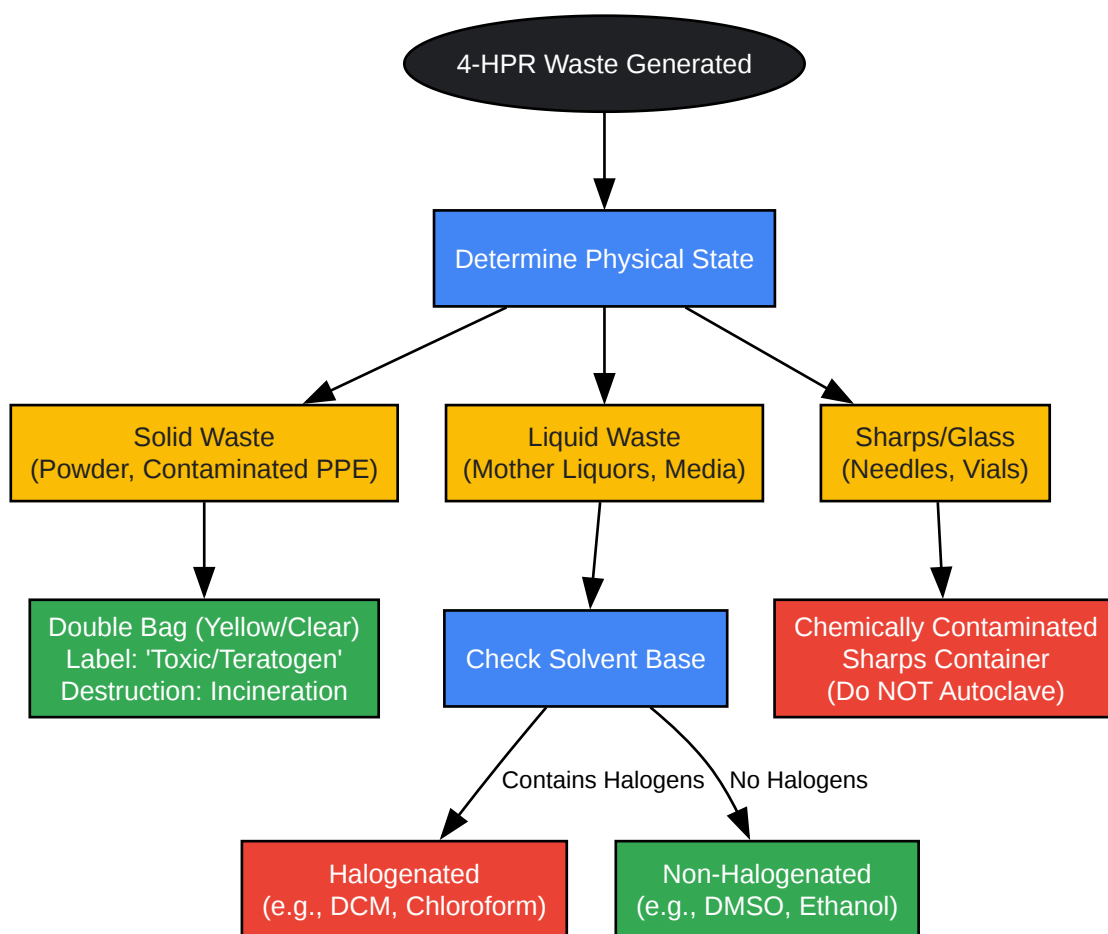 4-HPR Waste Generated
Determine Physical State
Solid Waste
(Powder, Contaminated PPE)
Liquid Waste
(Mother Liquors, Media)
Sharps/Glass
(Needles, Vials)
Double Bag (Yellow/Clear)
Label: 'Toxic/Teratogen'
Destruction: Incineration
Check Solvent Base
Chemically Contaminated
Sharps Container
(Do NOT Autoclave)
Contains Halogens
No Halogens
Halogenated
(e.g., DCM, Chloroform)
Non-Halogenated
(e.g., DMSO, Ethanol)